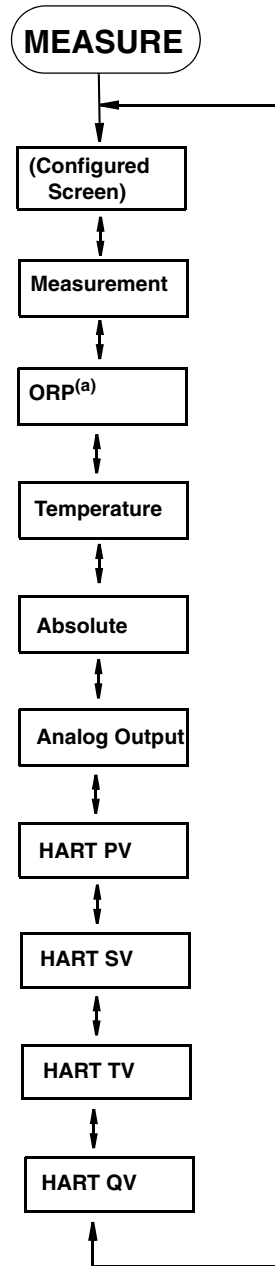 MEASURE
(Configured
Screen)
Measurement
ORP(a)
Temperature
Absolute
Analog Output
HART PV
HART SV
HART TV
HART QV